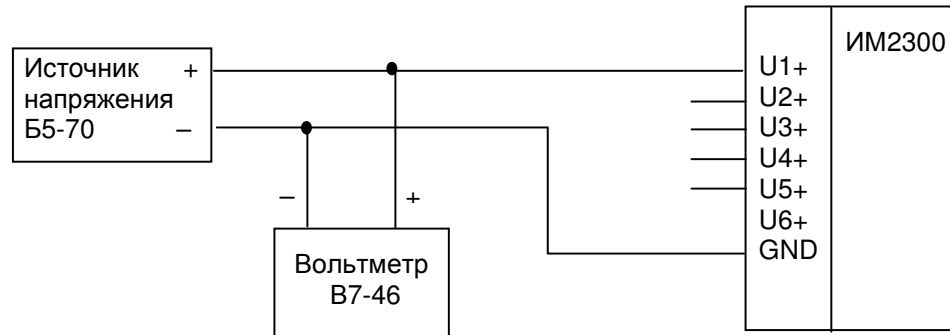 Источник +
напряжения
Б5-70 –
– +
Вольтметр
В7-46
ИМ2300
U1+
U2+
U3+
U4+
U5+
U6+
GND